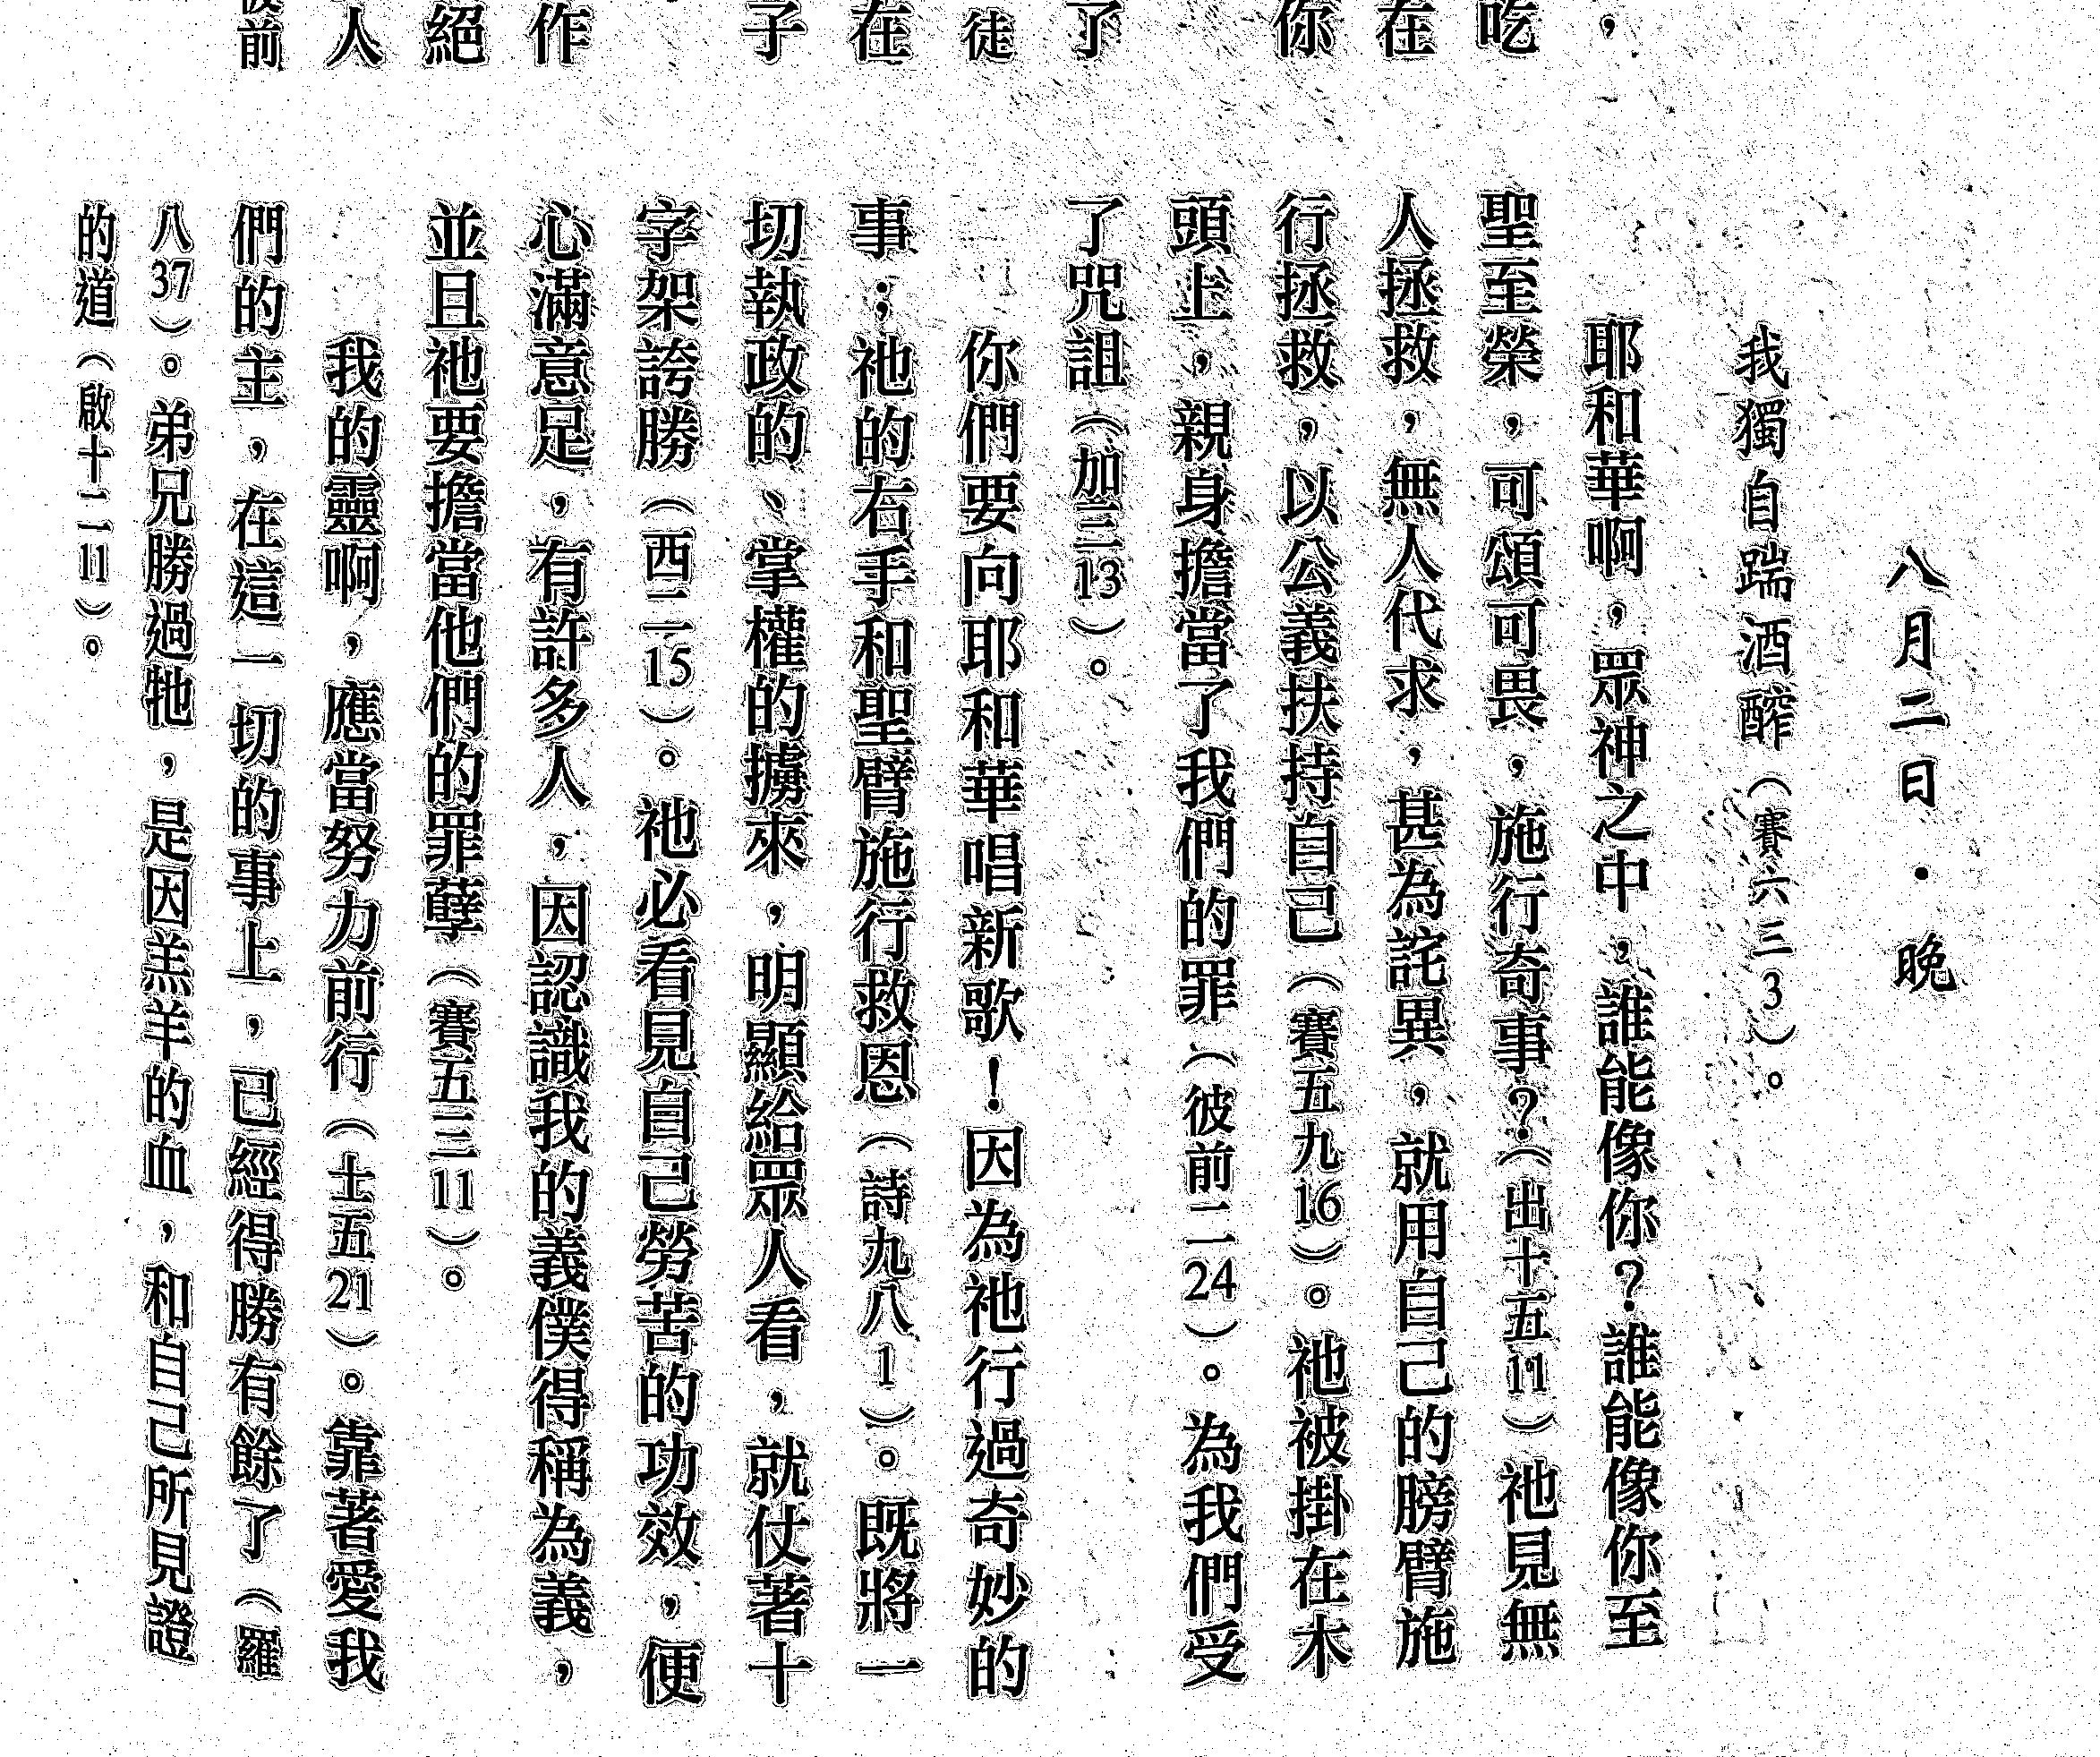 ，
吃
在
你
了
徒
在
子
作
絕
人
前
八月二日・晚
我獨自踹酒醡（賽六三3）。
耶和華啊，眾神之中，誰能像你？誰能像你至
聖至榮，可頌可畏，施行奇事？（出十五11）祂見無
人拯救，無人代求，甚為詫異，就用自己的膀臂施
行拯救，以公義扶持自己（賽五九16）。祂被掛在木
頭上，親身擔當了我們的罪（彼前二24）。為我們受
了咒詛（加三13）。
你們要向耶和華唱新歌！因為祂行過奇妙的
事；祂的右手和聖臂施行救恩（詩九八1）。既將一
切執政的、掌權的擄來，明顯給眾人看，就仗著十
字架誇勝（西二15）。祂必看見自己勞苦的功效，便
心滿意足，有許多人，因認識我的義僕得稱為義，
並且祂要擔當他們的罪孽（賽五三11）。
我的靈啊，應當努力前行（士五21）。靠著愛我
們的主，在這一切的事上，已經得勝有餘了（羅
八37）。弟兄勝過牠，是因羔羊的血，和自己所見證
的道（啟十二11）。